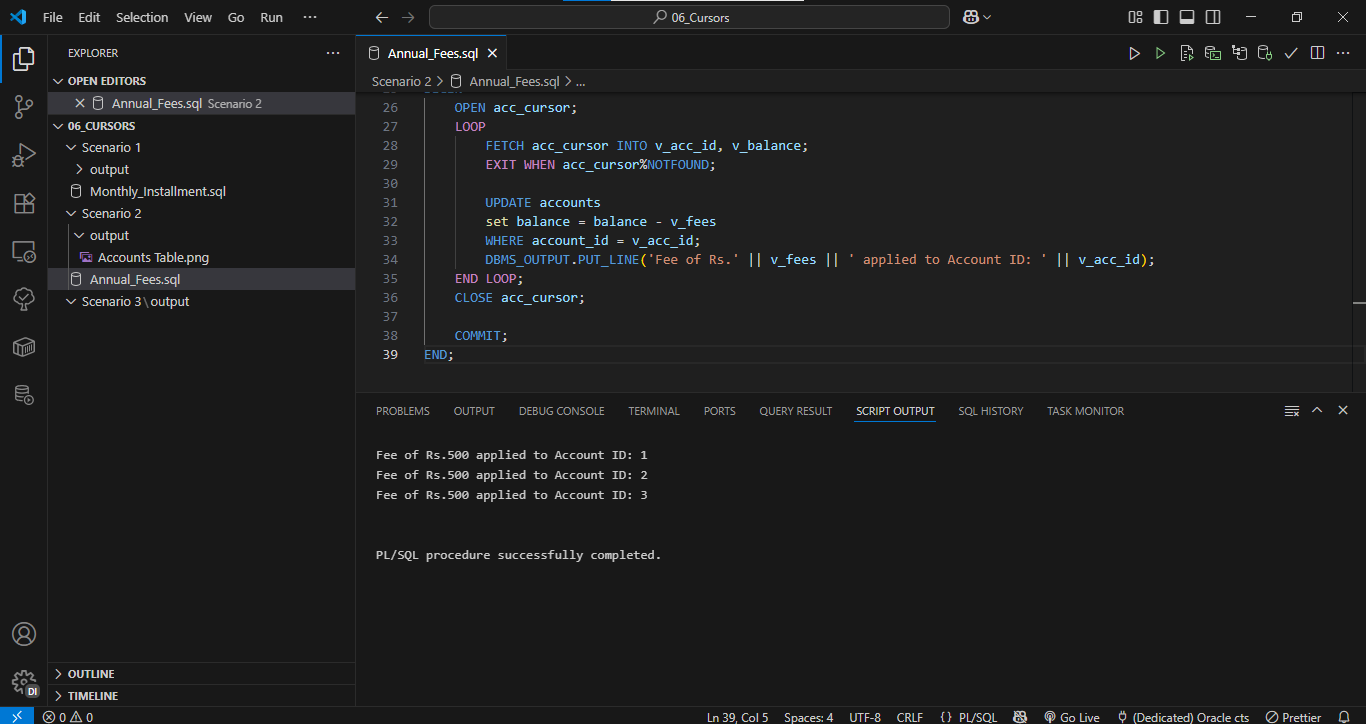 File Edit Selection View Go Run ···
06_Cursors
EXPLORER ···
OPEN EDITORS
Annual_Fees.sql Scenario 2
06_CURSORS
Scenario 1
output
Monthly_Installment.sql
Scenario 2
output
Accounts Table.png
Annual_Fees.sql
Scenario 3\output
OUTLINE
TIMELINE
Annual_Fees.sql
Scenario 2 > Annual_Fees.sql > ...
26 OPEN acc_cursor;
27 LOOP
28 FETCH acc_cursor INTO v_acc_id, v_balance;
29 EXIT WHEN acc_cursor%NOTFOUND;
30
31 UPDATE accounts
32 set balance = balance - v_fees
33 WHERE account_id = v_acc_id;
34 DBMS_OUTPUT.PUT_LINE('Fee of Rs.' || v_fees || ' applied to Account ID: ' || v_acc_id);
35 END LOOP;
36 CLOSE acc_cursor;
37
38 COMMIT;
39 END;
PROBLEMS OUTPUT DEBUG CONSOLE TERMINAL PORTS QUERY RESULT SCRIPT OUTPUT SQL HISTORY TASK MONITOR
Fee of Rs.500 applied to Account ID: 1
Fee of Rs.500 applied to Account ID: 2
Fee of Rs.500 applied to Account ID: 3
PL/SQL procedure successfully completed.
DI
0 0 Ln 39, Col 5 Spaces: 4 UTF-8 CRLF {} PL/SQL Go Live (Dedicated) Oracle cts Prettier